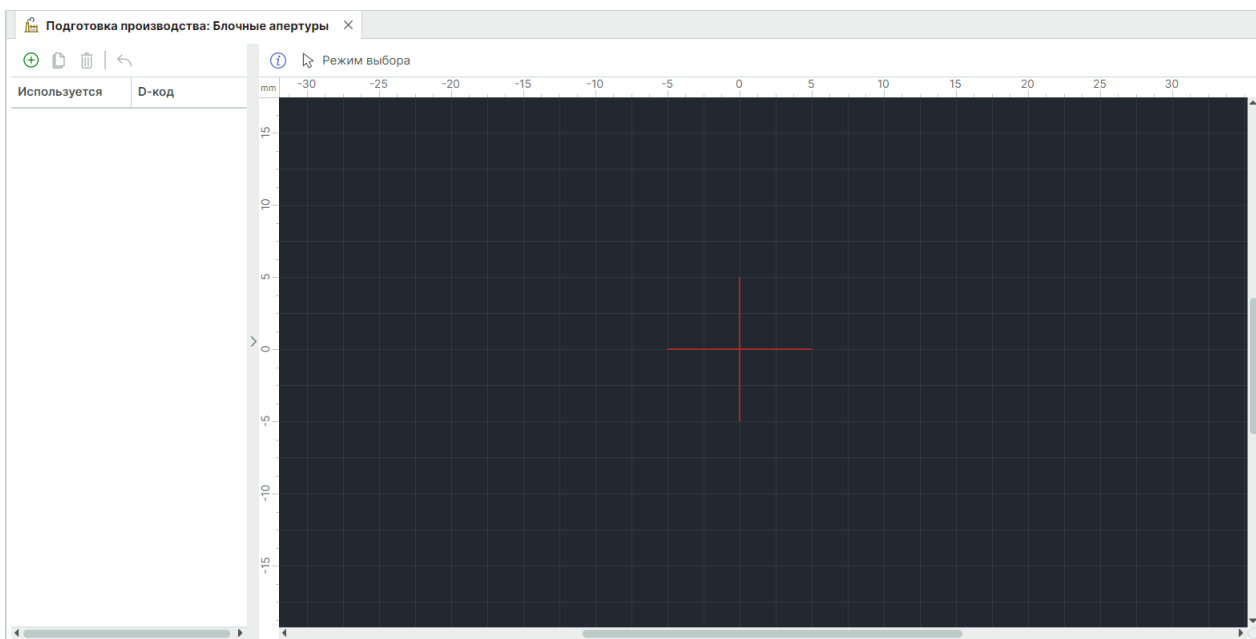 Подготовка производства: Блочные апертуры
Режим выбора
Используется D-код
mm -30 -25 -20 -15 -10 -5 0 5 10 15 20 25 30
15
10
5
0
-5
-10
-15